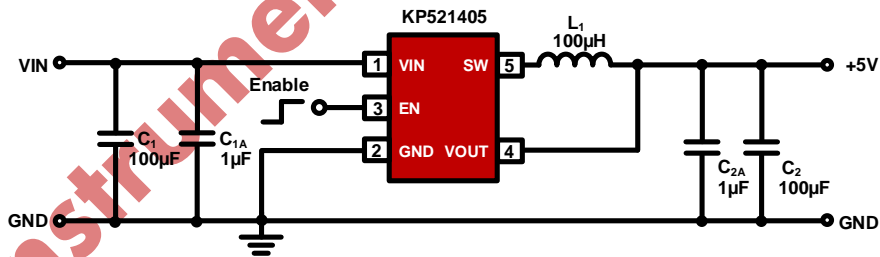 KP521405
L1
100µH
VIN
1 VIN
SW 5
+5V
Enable
3 EN
C1
100µF
C1A
1µF
2 GND
VOUT 4
C2A
1µF
C2
100µF
GND
GND